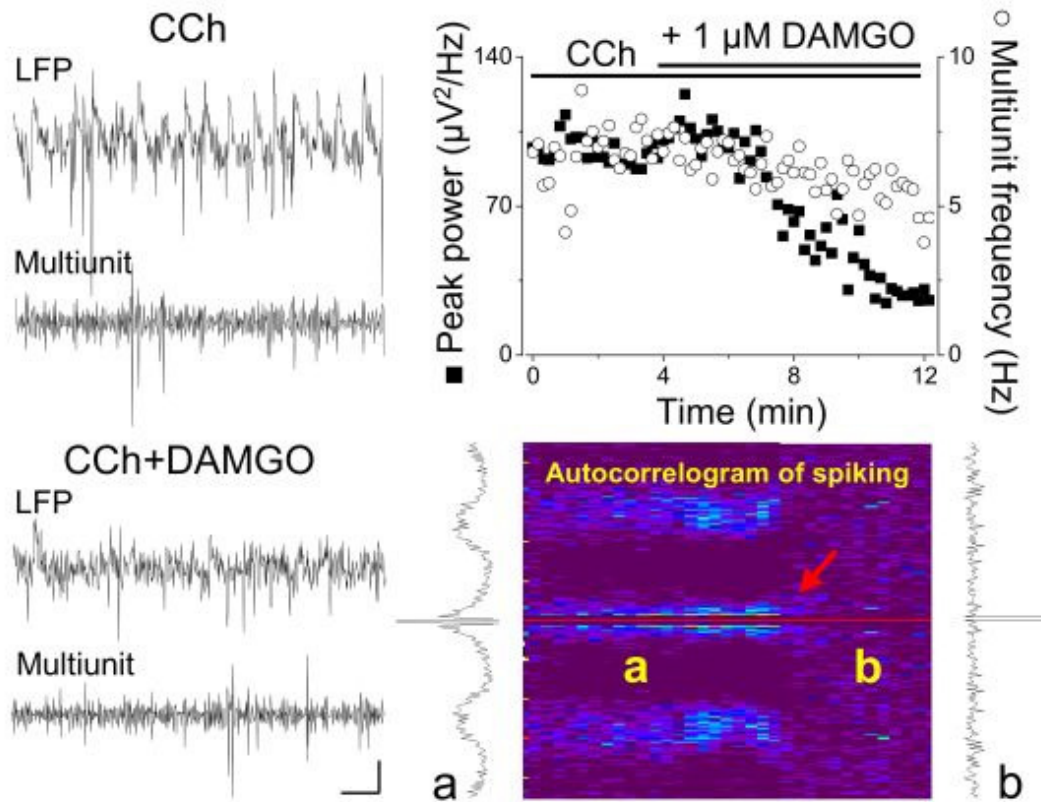 CCh
LFP
Multiunit
CCh+DAMGO
LFP
Multiunit
CCh
+ 1 µM DAMGO
140
70
0
■ Peak power (µV²/Hz)
10
5
0
○ Multiunit frequency (Hz)
0
4
8
12
Time (min)
Autocorrelogram of spiking
a
b
a
b